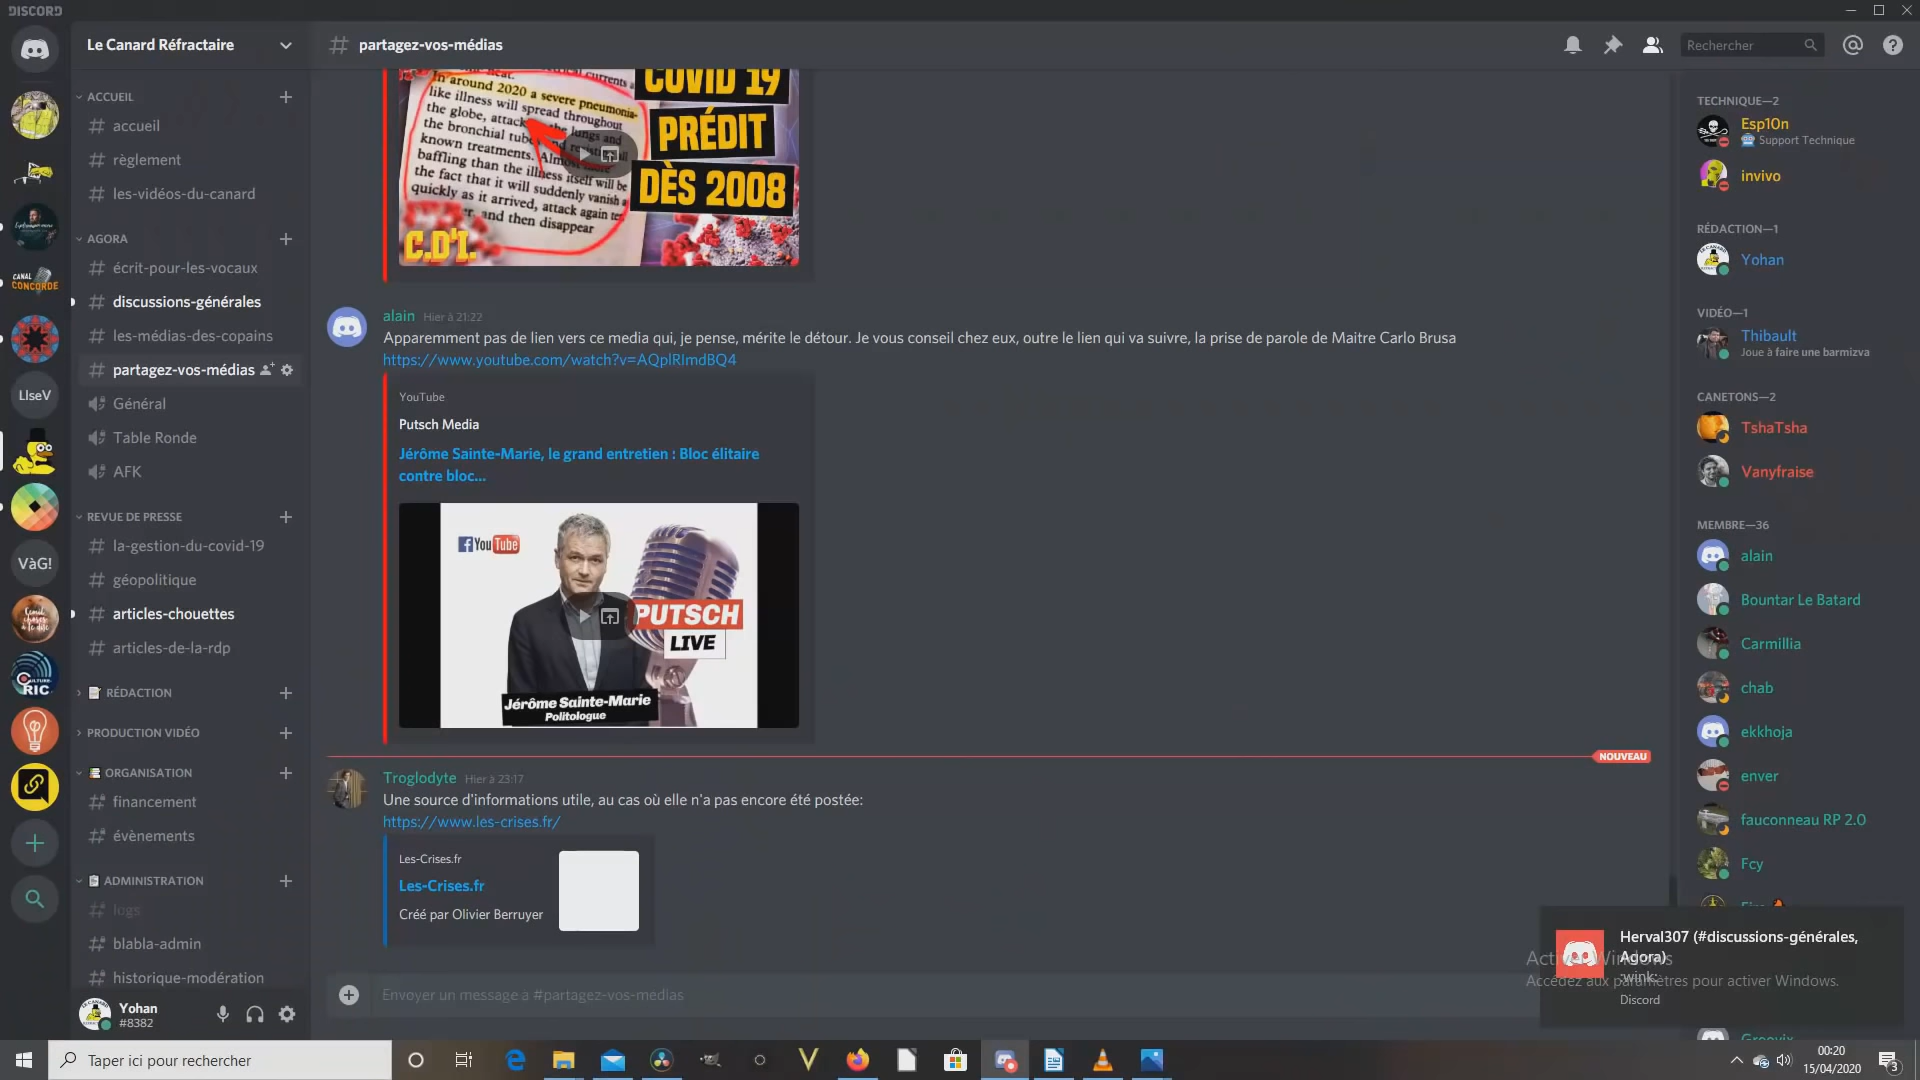 DISCORD
Le Canard Réfractaire
partagez-vos-médias
Rechercher
ACCUEIL
accueil
règlement
les-vidéos-du-canard
AGORA
écrit-pour-les-vocaux
discussions-générales
les-médias-des-copains
partagez-vos-médias
Général
Table Ronde
AFK
REVUE DE PRESSE
la-gestion-du-covid-19
géopolitique
articles-chouettes
articles-de-la-rdp
RÉDACTION
PRODUCTION VIDÉO
ORGANISATION
financement
évènements
ADMINISTRATION
logs
blabla-admin
historique-modération
Yohan
#8382
CANAL
CONCORDE
LlseV
VàG!
RIC
currents
In around 2020 a severe pneumonia-
like illness will spread throughout
the globe, attack the lungs and
the bronchial tube
known treatments. Almost more
baffling than the illness itself will be
the fact that it will suddenly vanish a
quickly as it arrived, attack again
and then disappear
COVID 19
PRÉDIT
DÈS 2008
C.D'I.
alain Hier à 21:22
Apparemment pas de lien vers ce media qui, je pense, mérite le détour. Je vous conseil chez eux, outre le lien qui va suivre, la prise de parole de Maitre Carlo Brusa
https://www.youtube.com/watch?v=AQplRImdBQ4
YouTube
Putsch Media
Jérôme Sainte-Marie, le grand entretien : Bloc élitaire
contre bloc...
YouTube
PUTSCH
LIVE
Jérôme Sainte-Marie
Politologue
NOUVEAU
Troglodyte Hier à 23:17
Une source d'informations utile, au cas où elle n'a pas encore été postée:
https://www.les-crises.fr/
Les-Crises.fr
Les-Crises.fr
Créé par Olivier Berruyer
Envoyer un message à #partagez-vos-médias
TECHNIQUE—2
Esp10n
Support Technique
invivo
RÉDACTION—1
Yohan
VIDÉO—1
Thibault
Joue à faire une barmizva
CANETONS—2
TshaTsha
Vanyfraise
MEMBRE—36
alain
Bountar Le Batard
Carmillia
chab
ekkhoja
enver
fauconneau RP 2.0
Fcy
Herval307 (#discussions-générales,
Agora)
:wink:
Discord
Activer Windows
Accédez aux paramètres pour activer Windows.
Groovix
Taper ici pour rechercher
00:20
15/04/2020
3